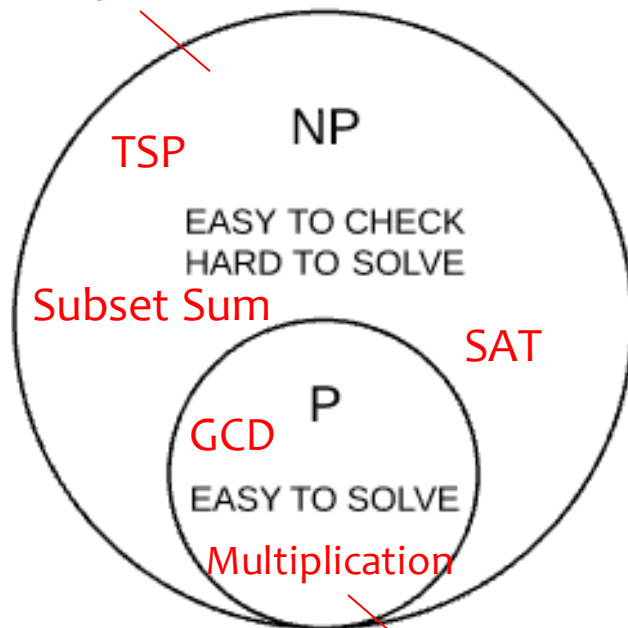 NP
TSP
EASY TO CHECK
HARD TO SOLVE
Subset Sum
SAT
P
GCD
EASY TO SOLVE
Multiplication